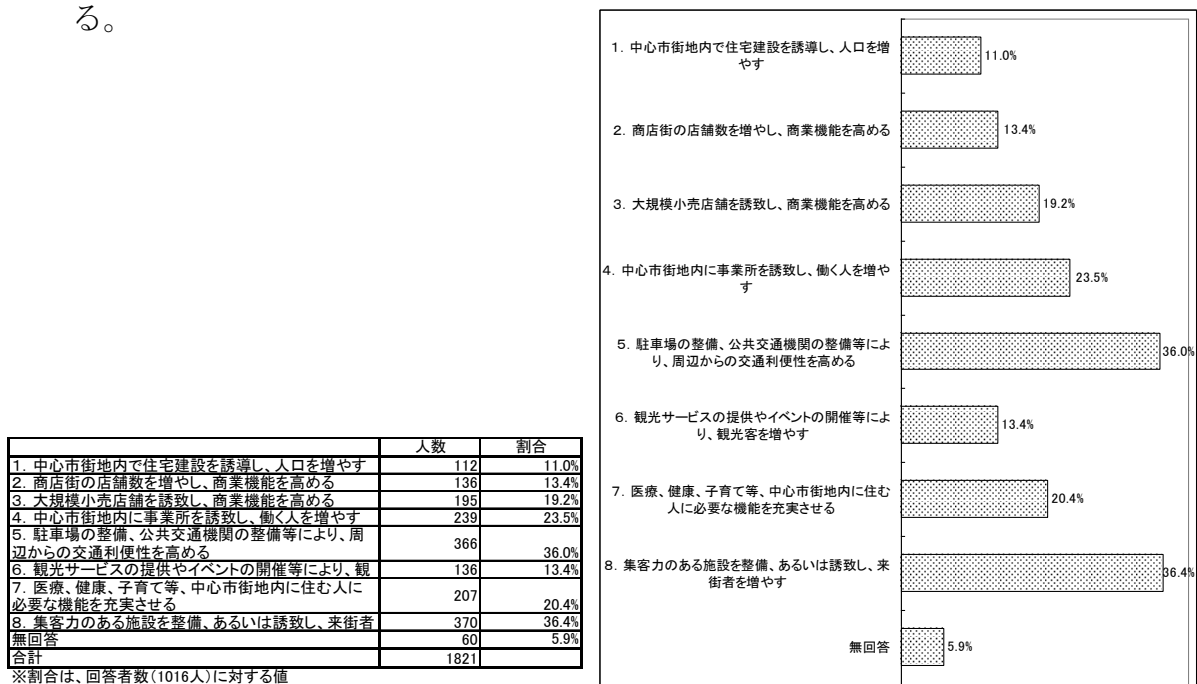 る。
人数 割合
1. 中心市街地内で住宅建設を誘導し、人口を増やす 112 11.0%
2. 商店街の店舗数を増やし、商業機能を高める 136 13.4%
3. 大規模小売店舗を誘致し、商業機能を高める 195 19.2%
4. 中心市街地内に事業所を誘致し、働く人を増やす 239 23.5%
5. 駐車場の整備、公共交通機関の整備等により、周
辺からの交通利便性を高める 366 36.0%
6. 観光サービスの提供やイベントの開催等により、観 136 13.4%
7. 医療、健康、子育て等、中心市街地内に住む人に
必要な機能を充実させる 207 20.4%
8. 集客力のある施設を整備、あるいは誘致し、来街者 370 36.4%
無回答 60 5.9%
合計 1821
※割合は、回答者数(1016人)に対する値
1. 中心市街地内で住宅建設を誘導し、人口を増
やす
11.0%
2. 商店街の店舗数を増やし、商業機能を高める
13.4%
3. 大規模小売店舗を誘致し、商業機能を高める
19.2%
4. 中心市街地内に事業所を誘致し、働く人を増や
す
23.5%
5. 駐車場の整備、公共交通機関の整備等によ
り、周辺からの交通利便性を高める
36.0%
6. 観光サービスの提供やイベントの開催等によ
り、観光客を増やす
13.4%
7. 医療、健康、子育て等、中心市街地内に住む
人に必要な機能を充実させる
20.4%
8. 集客力のある施設を整備、あるいは誘致し、来
街者を増やす
36.4%
無回答
5.9%